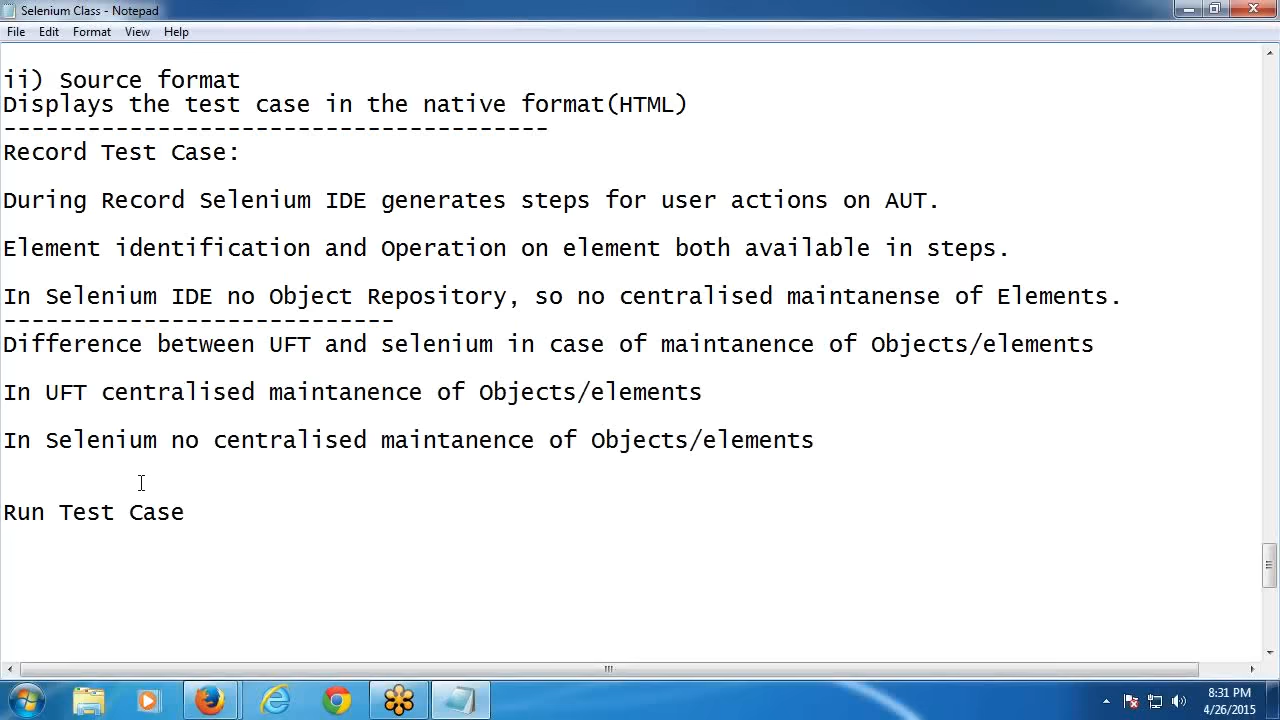 Selenium Class - Notepad
File Edit Format View Help
ii) Source format
Displays the test case in the native format(HTML)
---------------------------------------
Record Test Case:
During Record Selenium IDE generates steps for user actions on AUT.
Element identification and Operation on element both available in steps.
In Selenium IDE no Object Repository, so no centralised maintanense of Elements.
----------------------------
Difference between UFT and selenium in case of maintanence of Objects/elements
In UFT centralised maintanence of Objects/elements
In Selenium no centralised maintanence of Objects/elements
Run Test Case
8:31 PM
4/26/2015